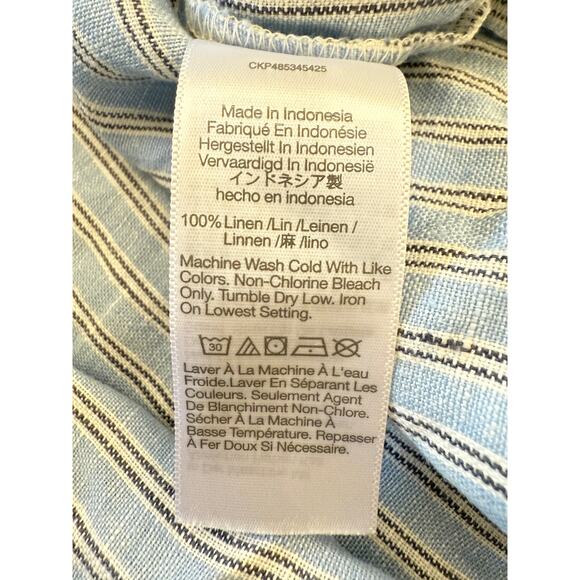 CKP485345425
Made In Indonesia
Fabriqué En Indonésie
Hergestellt In Indonesien
Vervaardigd In Indonesië
インドネシア製
hecho en indonesia
100% Linen /Lin /Leinen /
Linnen /麻 /lino
Machine Wash Cold With Like
Colors. Non-Chlorine Bleach
Only. Tumble Dry Low. Iron
On Lowest Setting.
30
Laver À La Machine À L'eau
Froide.Laver En Séparant Les
Couleurs. Seulement Agent
De Blanchiment Non-Chlore.
Sécher À La Machine À
Basse Température. Repasser
À Fer Doux Si Nécessaire.